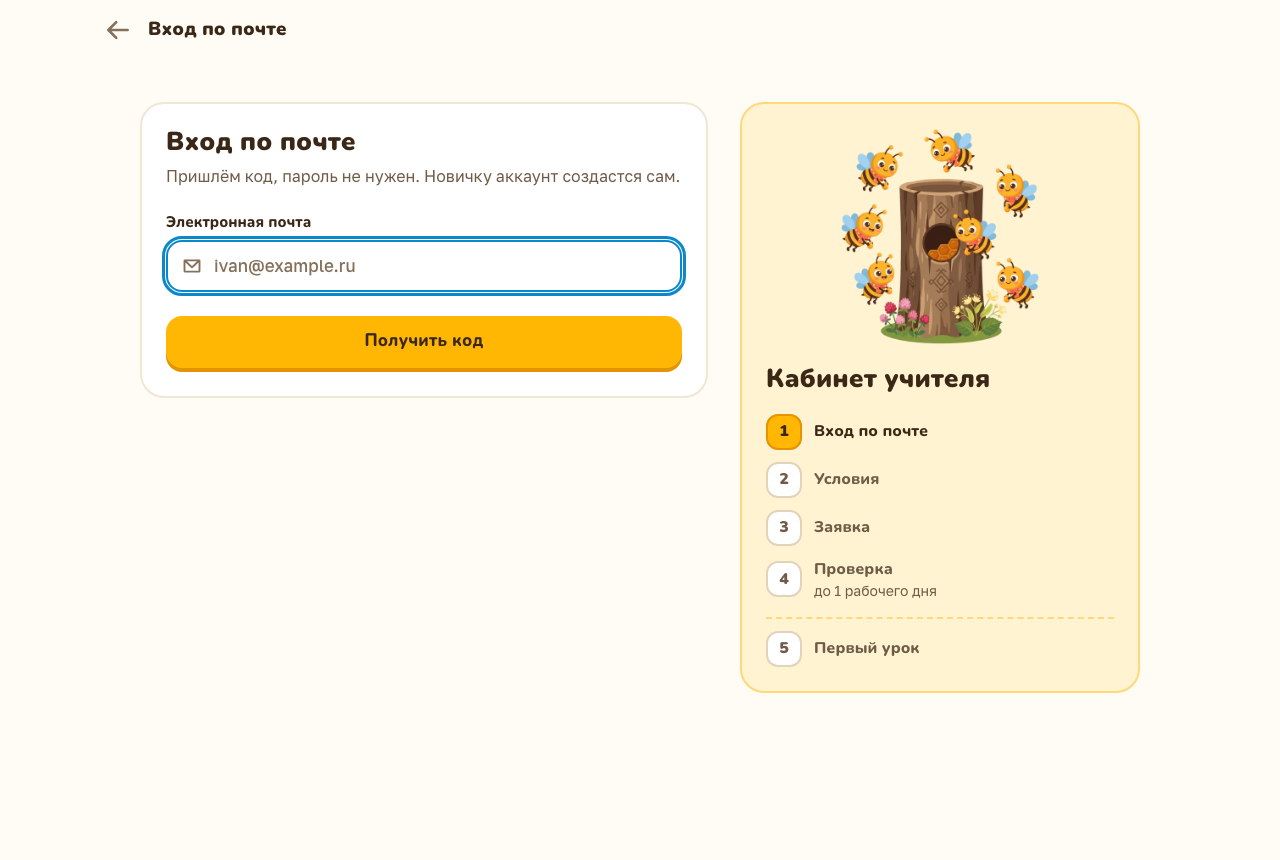 Вход по почте
Вход по почте
Пришлём код, пароль не нужен. Новичку аккаунт создастся сам.
Электронная почта
ivan@example.ru
Получить код
Кабинет учителя
1 Вход по почте
2 Условия
3 Заявка
4 Проверка
до 1 рабочего дня
5 Первый урок